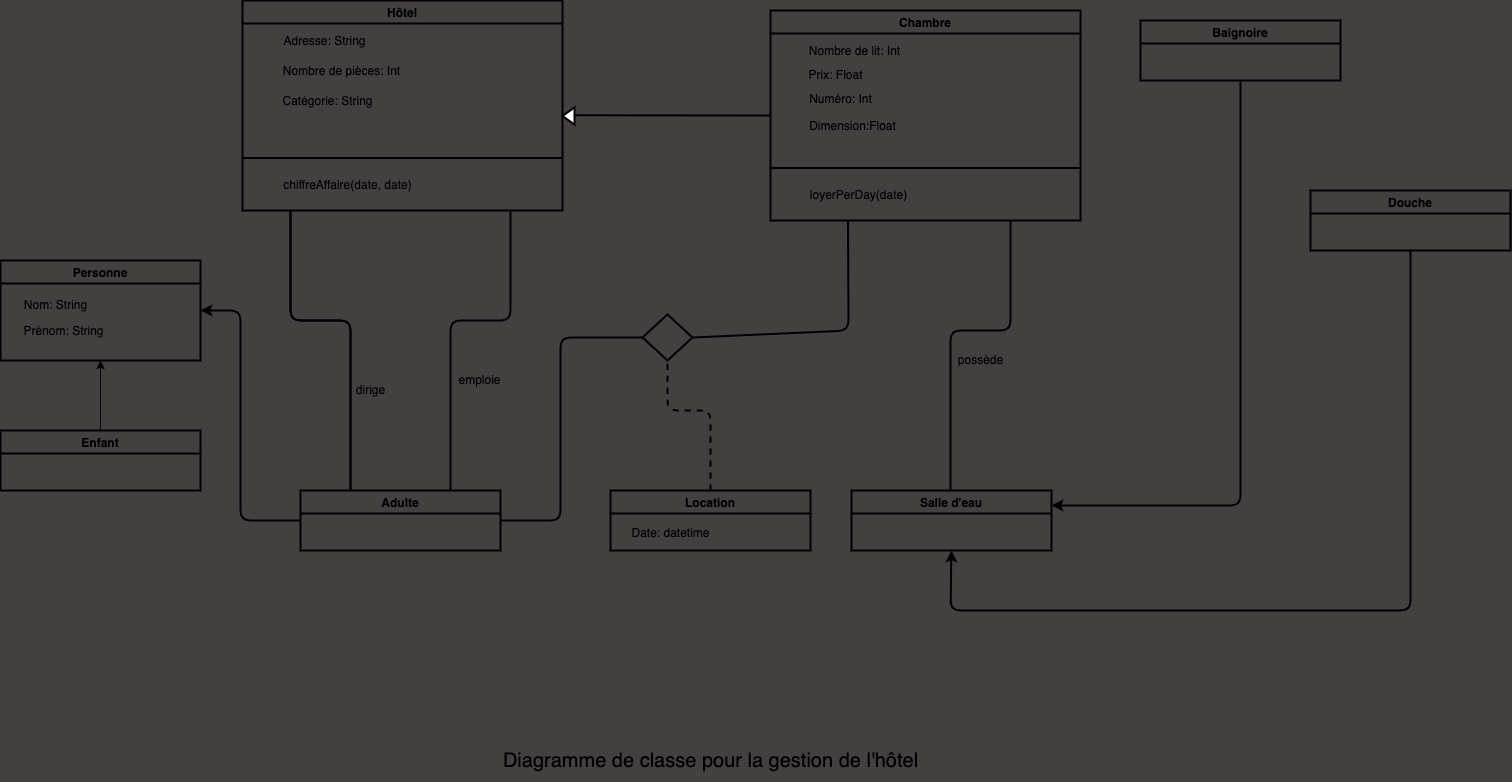 Hôtel
Adresse: String
Nombre de pièces: Int
Catégorie: String
chiffreAffaire(date, date)
Chambre
Nombre de lit: Int
Prix: Float
Numéro: Int
Dimension:Float
loyerPerDay(date)
Baignoire
Douche
Personne
Nom: String
Prénom: String
dirige
emploie
possède
Enfant
Adulte
Location
Date: datetime
Salle d'eau
Diagramme de classe pour la gestion de l'hôtel